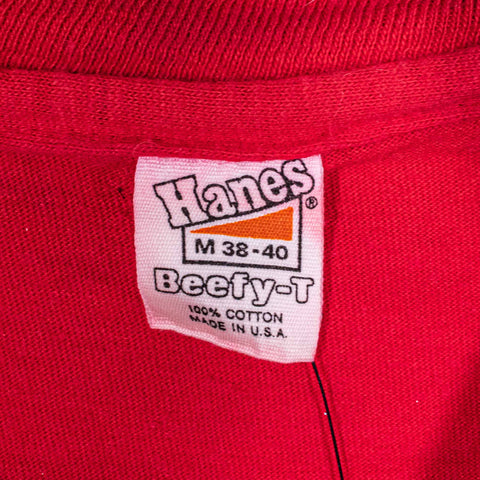 Hanes®
M 38-40
Beefy-T
100% COTTON
MADE IN U.S.A.